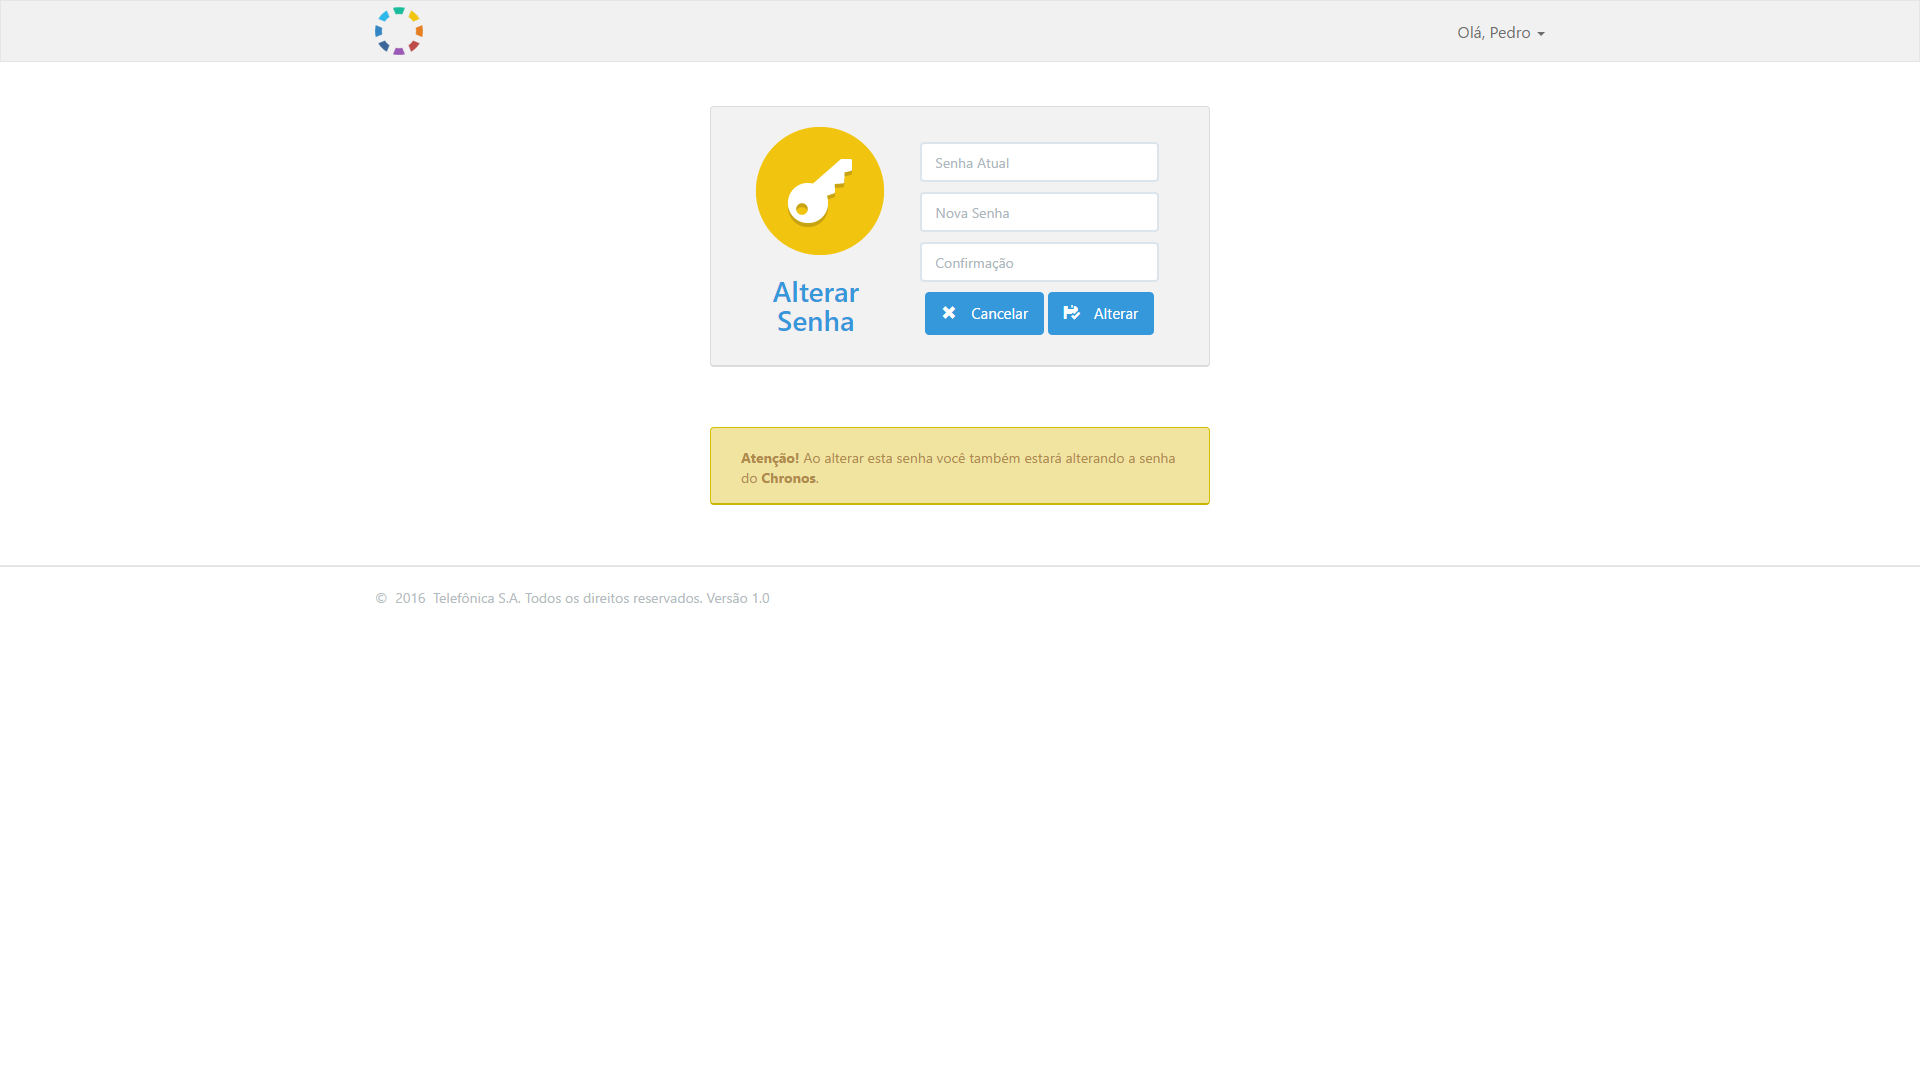 Olá, Pedro
Alterar
Senha
Senha Atual
Nova Senha
Confirmação
Cancelar
Alterar
Atenção! Ao alterar esta senha você também estará alterando a senha
do Chronos.
© 2016 Telefônica S.A. Todos os direitos reservados. Versão 1.0